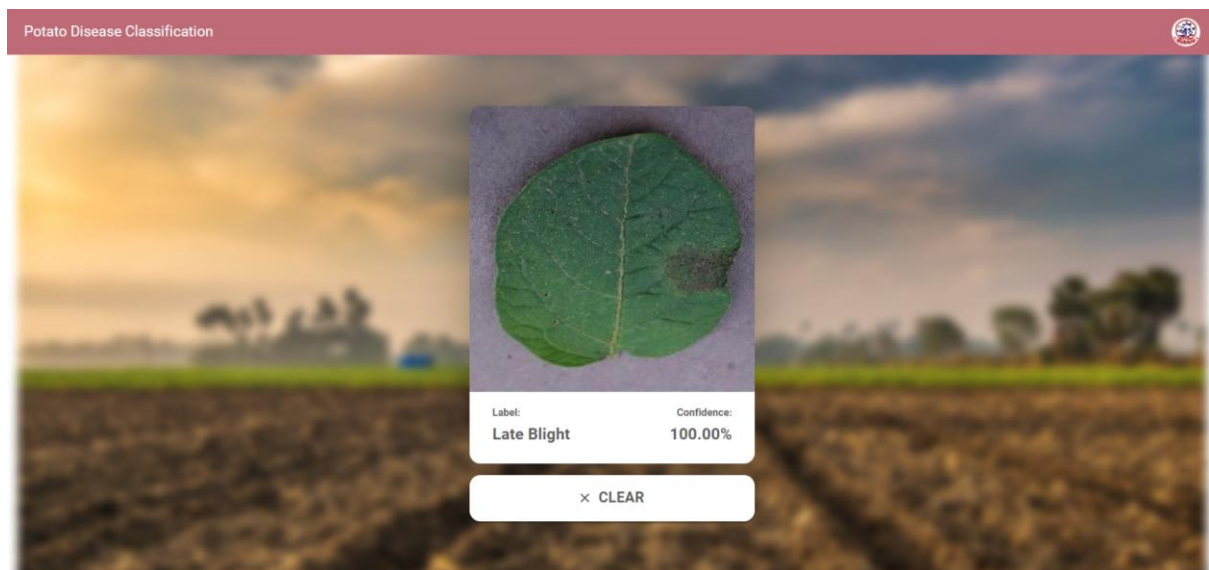 Potato Disease Classification
Label:
Confidence:
Late Blight
100.00%
× CLEAR